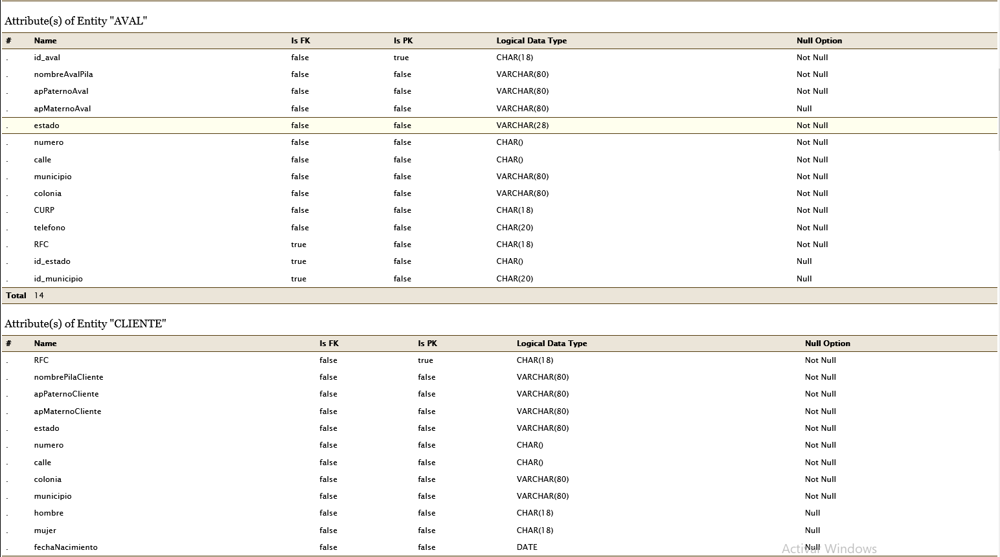 Attribute(s) of Entity "AVAL"
# Name Is FK Is PK Logical Data Type Null Option
. id_aval false true CHAR(18) Not Null
. nombreAvalPila false false VARCHAR(80) Not Null
. apPaternoAval false false VARCHAR(80) Not Null
. apMaternoAval false false VARCHAR(80) Null
. estado false false VARCHAR(28) Not Null
. numero false false CHAR() Not Null
. calle false false CHAR() Not Null
. municipio false false VARCHAR(80) Not Null
. colonia false false VARCHAR(80) Not Null
. CURP false false CHAR(18) Not Null
. telefono false false CHAR(20) Not Null
. RFC true false CHAR(18) Not Null
. id_estado true false CHAR() Null
. id_municipio true false CHAR(20) Null
Total 14
Attribute(s) of Entity "CLIENTE"
# Name Is FK Is PK Logical Data Type Null Option
. RFC false true CHAR(18) Not Null
. nombrePilaCliente false false VARCHAR(80) Not Null
. apPaternoCliente false false VARCHAR(80) Not Null
. apMaternoCliente false false VARCHAR(80) Not Null
. estado false false VARCHAR(80) Not Null
. numero false false CHAR() Not Null
. calle false false CHAR() Not Null
. colonia false false VARCHAR(80) Not Null
. municipio false false VARCHAR(80) Not Null
. hombre false false CHAR(18) Null
. mujer false false CHAR(18) Null
. fechaNacimiento false false DATE Null
Activar Windows